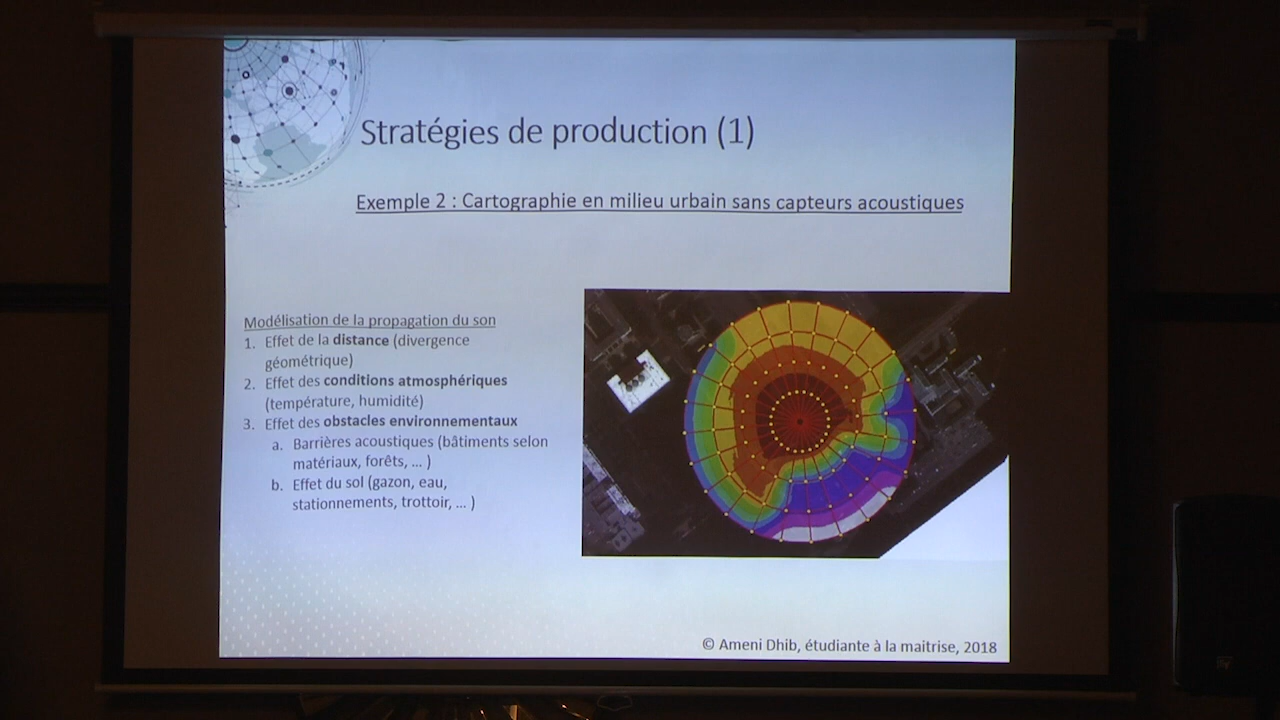 Stratégies de production (1)
Exemple 2 : Cartographie en milieu urbain sans capteurs acoustiques
Modélisation de la propagation du son
1. Effet de la distance (divergence
géométrique)
2. Effet des conditions atmosphériques
(température, humidité)
3. Effet des obstacles environnementaux
a. Barrières acoustiques (bâtiments selon
matériaux, forêts, ... )
b. Effet du sol (gazon, eau,
stationnements, trottoir, ... )
© Ameni Dhib, étudiante à la maitrise, 2018